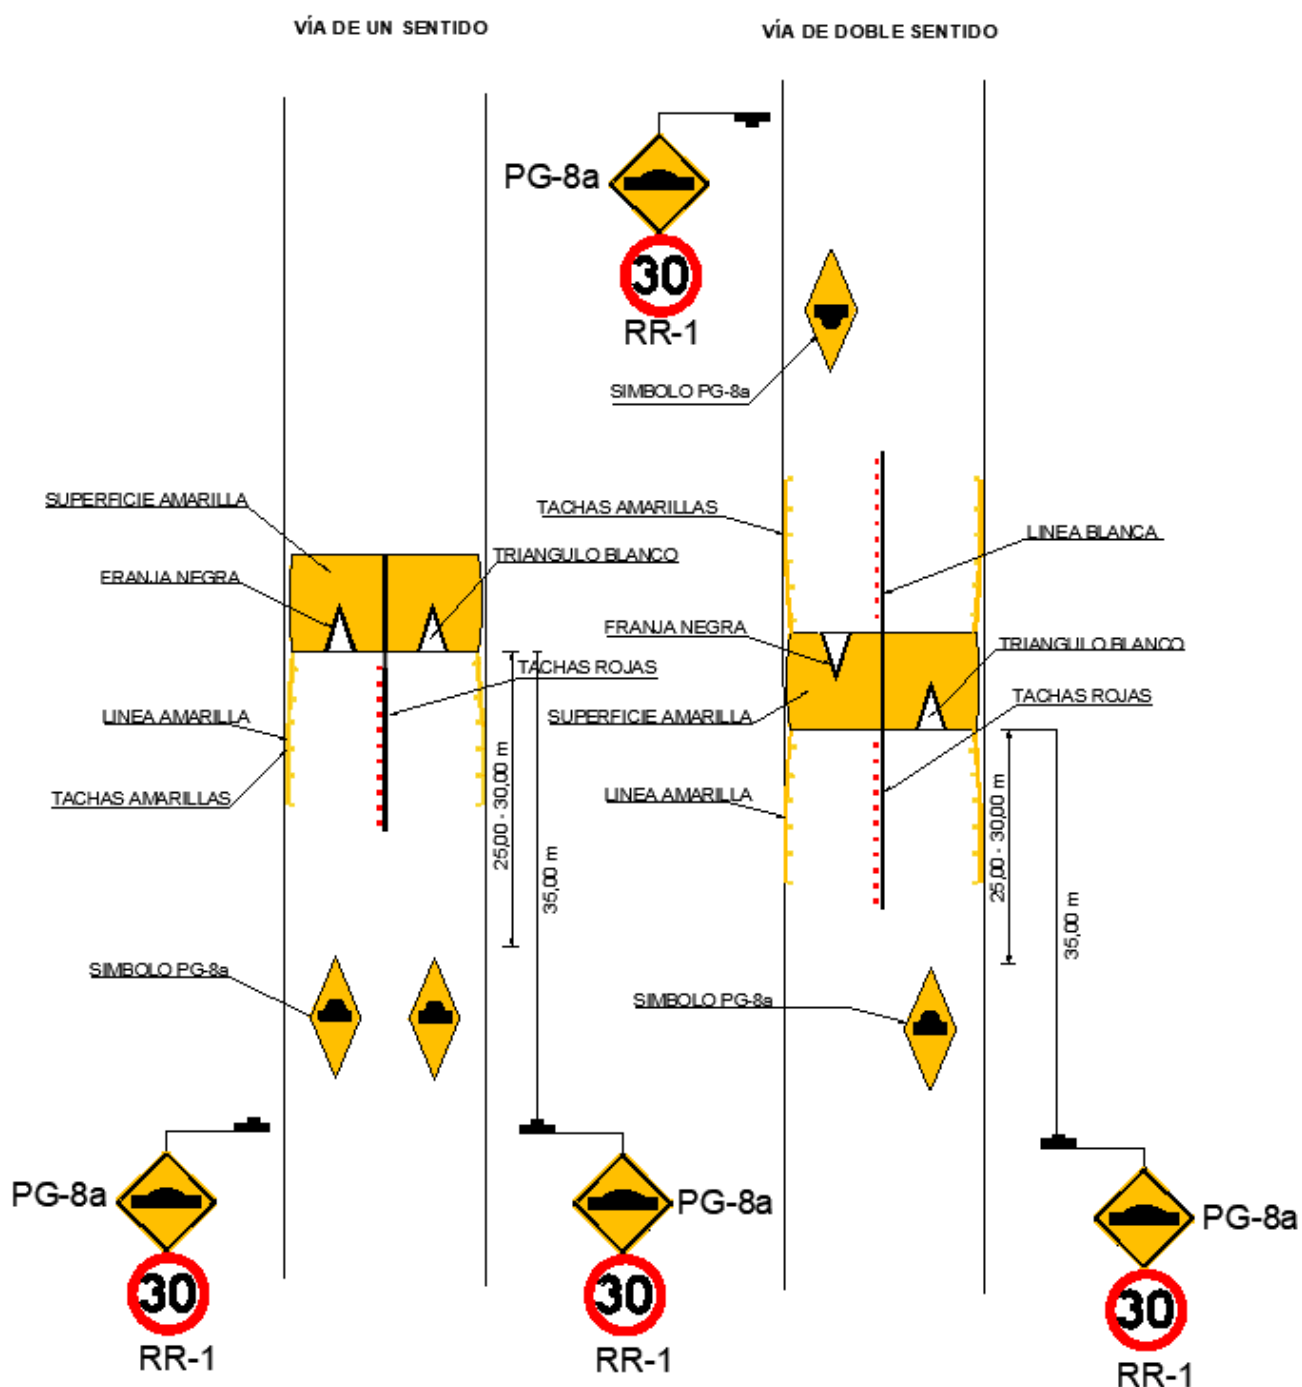 VÍA DE UN SENTIDO
VÍA DE DOBLE SENTIDO
PG-8a
30
RR-1
SIMBOLO PG-8a
SUPERFICIE AMARILLA
FRANJA NEGRA
TRIANGULO BLANCO
TACHAS ROJAS
LINEA AMARILLA
TACHAS AMARILLAS
25,00 - 30,00 m
35,00 m
SIMBOLO PG-8a
PG-8a
30
RR-1
PG-8a
30
RR-1
TACHAS AMARILLAS
LINEA BLANCA
FRANJA NEGRA
TRIANGULO BLANCO
SUPERFICIE AMARILLA
TACHAS ROJAS
LINEA AMARILLA
25,00 - 30,00 m
35,00 m
SIMBOLO PG-8a
PG-8a
30
RR-1